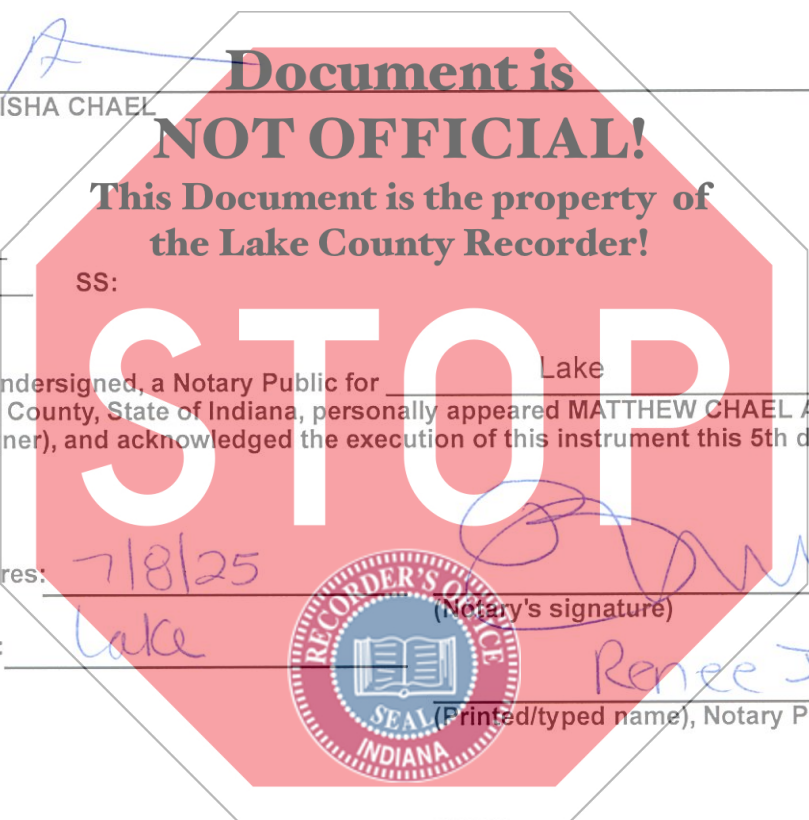 Document is
ISHA CHAEL
NOT OFFICIAL!
This Document is the property of
the Lake County Recorder!
SS:
STOP
ndersigned, a Notary Public for Lake
County, State of Indiana, personally appeared MATTHEW CHAEL A
ner), and acknowledged the execution of this instrument this 5th d
res: 7/8/25
(Notary's signature)
: Lake
Renee J
(Printed/typed name), Notary P
RECORDER'S OFFICE
SEAL
INDIANA